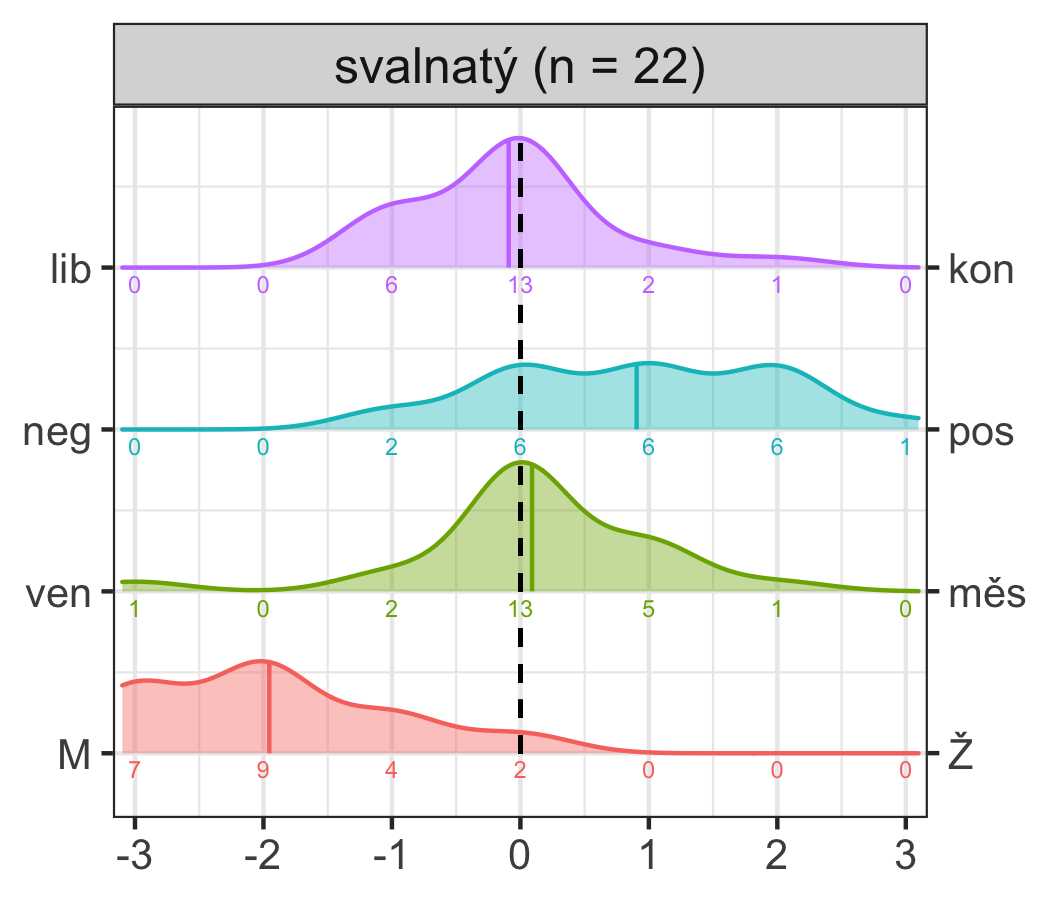 svalnatý (n = 22)
lib kon
0 0 6 13 2 1 0
neg pos
0 0 2 6 6 6 1
ven měs
1 0 2 13 5 1 0
M Ž
7 9 4 2 0 0 0
-3 -2 -1 0 1 2 3